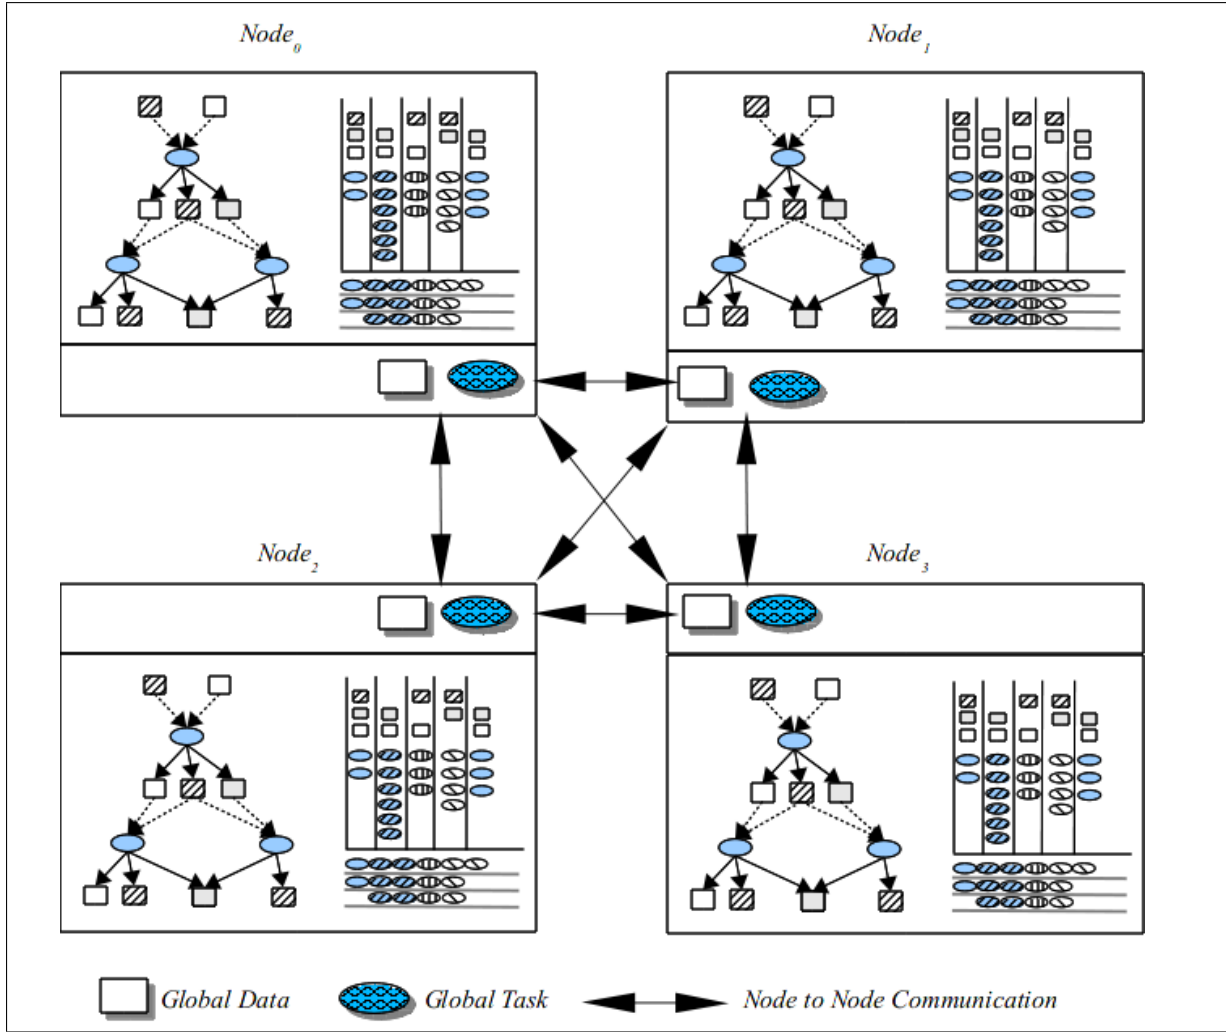 Node₀
Node₁
Node₂
Node₃
Global Data
Global Task
Node to Node Communication